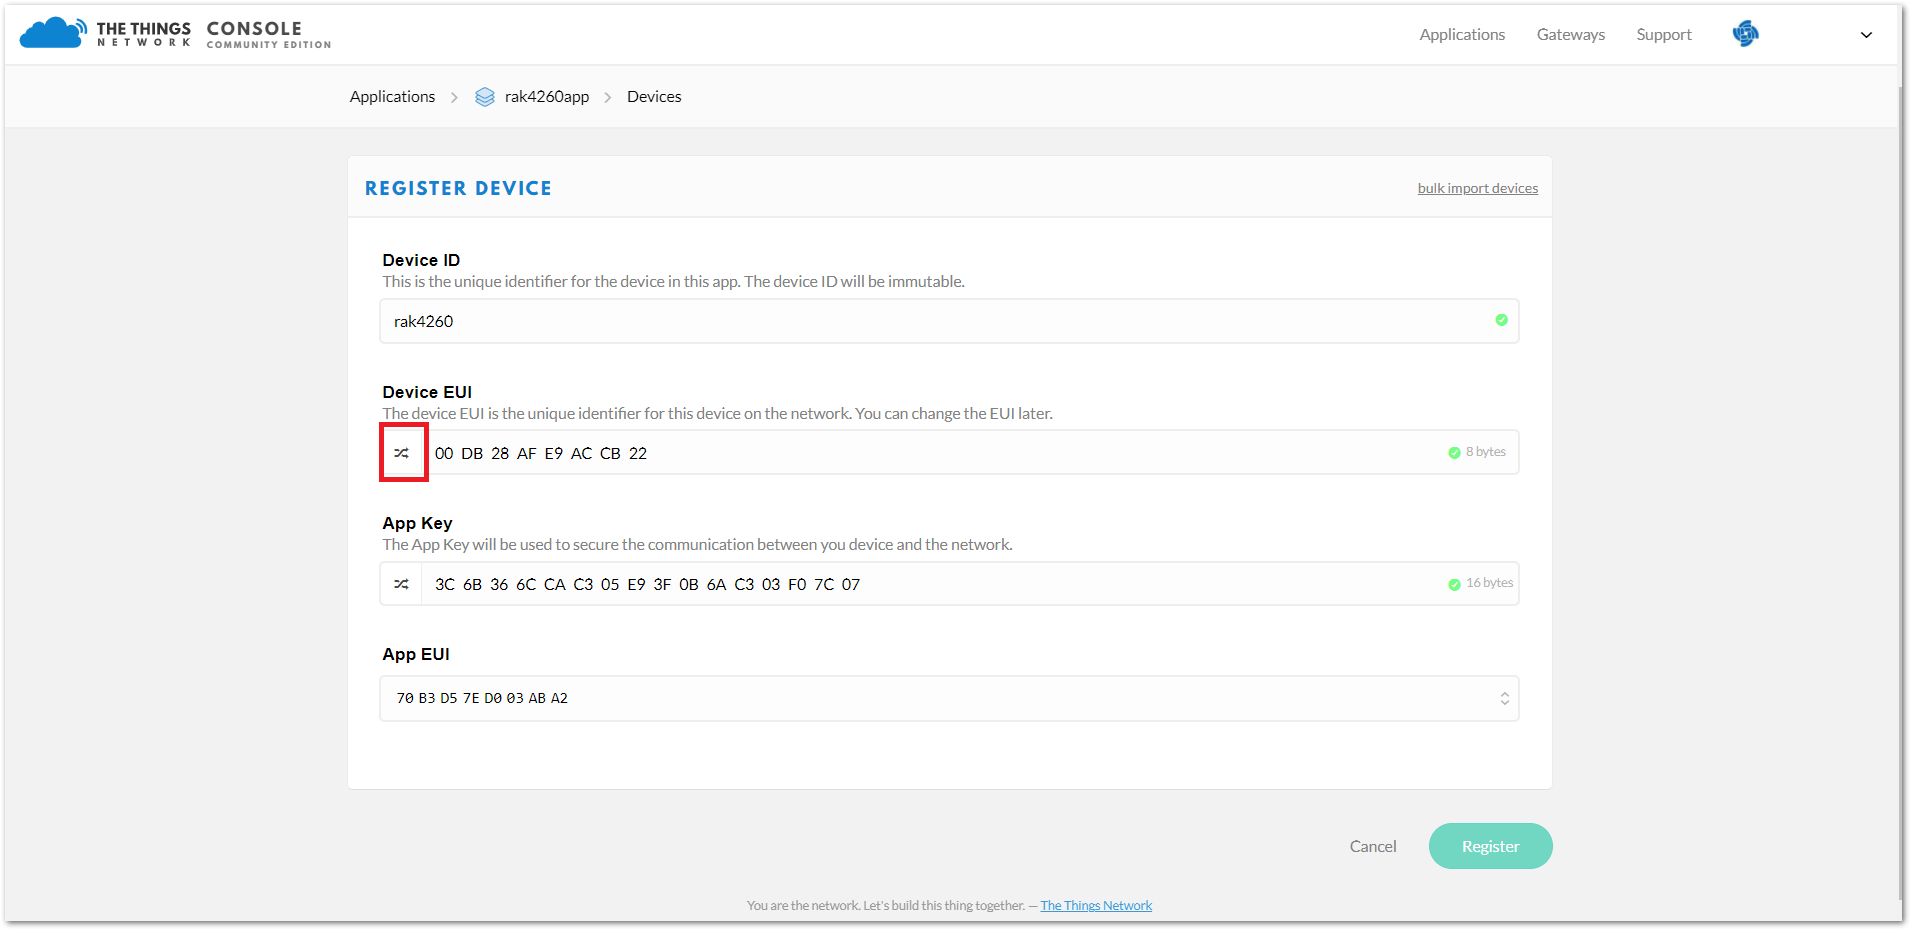 THE THINGS NETWORK CONSOLE COMMUNITY EDITION
Applications Gateways Support
Applications rak4260app Devices
REGISTER DEVICE bulk import devices
Device ID
This is the unique identifier for the device in this app. The device ID will be immutable.
rak4260
Device EUI
The device EUI is the unique identifier for this device on the network. You can change the EUI later.
00 DB 28 AF E9 AC CB 22 8 bytes
App Key
The App Key will be used to secure the communication between you device and the network.
3C 6B 36 6C CA C3 05 E9 3F 0B 6A C3 03 F0 7C 07 16 bytes
App EUI
70 B3 D5 7E D0 03 AB A2
Cancel Register
You are the network. Let's build this thing together. — The Things Network